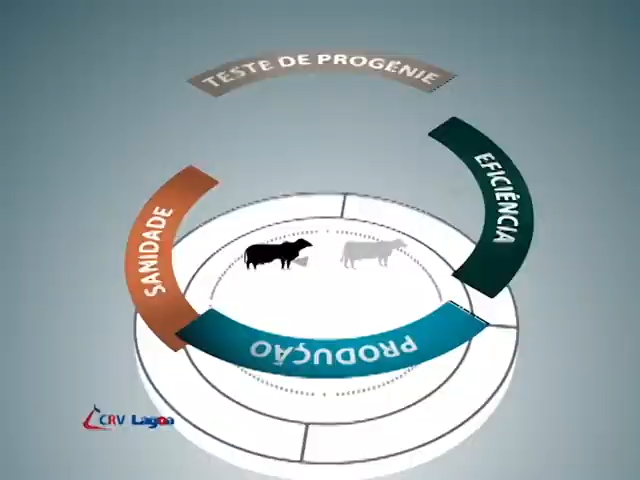 TESTE DE PROGÊNIE
EFICIÊNCIA
SANIDADE
PRODUÇÃO
CRV Lagoa